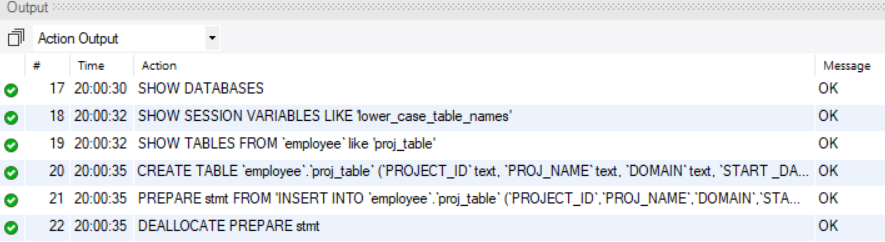 Output
Action Output
# Time Action Message
17 20:00:30 SHOW DATABASES OK
18 20:00:32 SHOW SESSION VARIABLES LIKE 'lower_case_table_names' OK
19 20:00:32 SHOW TABLES FROM `employee` like 'proj_table' OK
20 20:00:35 CREATE TABLE `employee`.`proj_table` (`PROJECT_ID` text, `PROJ_NAME` text, `DOMAIN` text, `START _DA... OK
21 20:00:35 PREPARE stmt FROM 'INSERT INTO `employee`.`proj_table` (`PROJECT_ID`,`PROJ_NAME`,`DOMAIN`,`STA... OK
22 20:00:35 DEALLOCATE PREPARE stmt OK